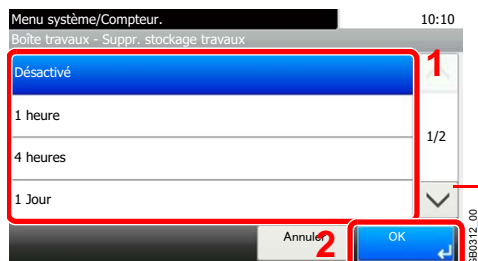 Menu système/Compteur. 10:10
Boîte travaux - Suppr. stockage travaux
Désactivé
1
1 heure
1/2
4 heures
1 Jour
Annuler
2
OK
GB0312_00